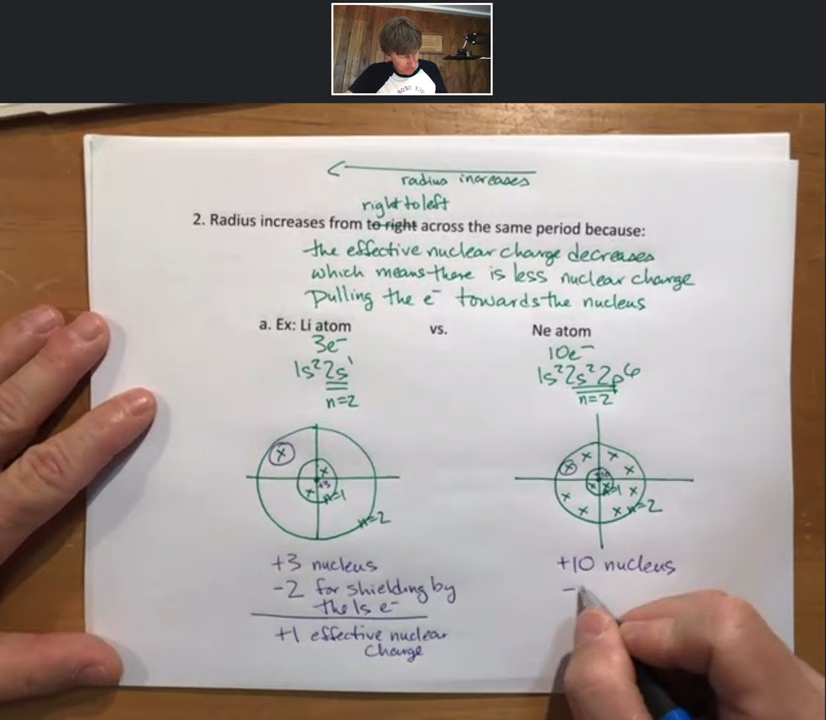 radius increases
right to left
2. Radius increases from to right across the same period because:
the effective nuclear charge decreases
which means there is less nuclear charge
pulling the e⁻ towards the nucleus
a. Ex: Li atom vs. Ne atom
3e⁻ 10e⁻
1s²2s¹ 1s²2s²2p⁶
n=2 n=2
x x x x x
+3 x
x n=1 x x n=1 x
n=2 x x x n=2
+3 nucleus +10 nucleus
-2 for shielding by -
the 1s e⁻
+1 effective nuclear
Charge